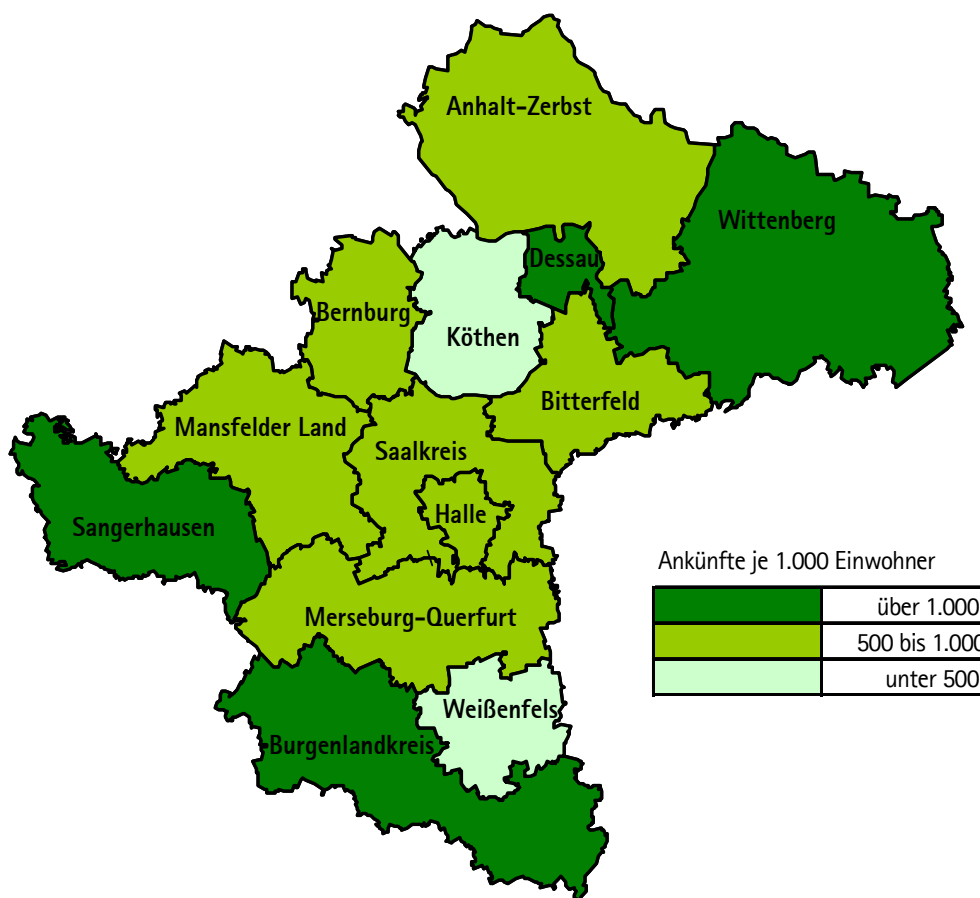 Anhalt-Zerbst
Wittenberg
Dessau
Bernburg
Köthen
Bitterfeld
Mansfelder Land
Saalkreis
Halle
Sangerhausen
Ankünfte je 1.000 Einwohner
über 1.000
500 bis 1.000
unter 500
Merseburg-Querfurt
Weißenfels
Burgenlandkreis